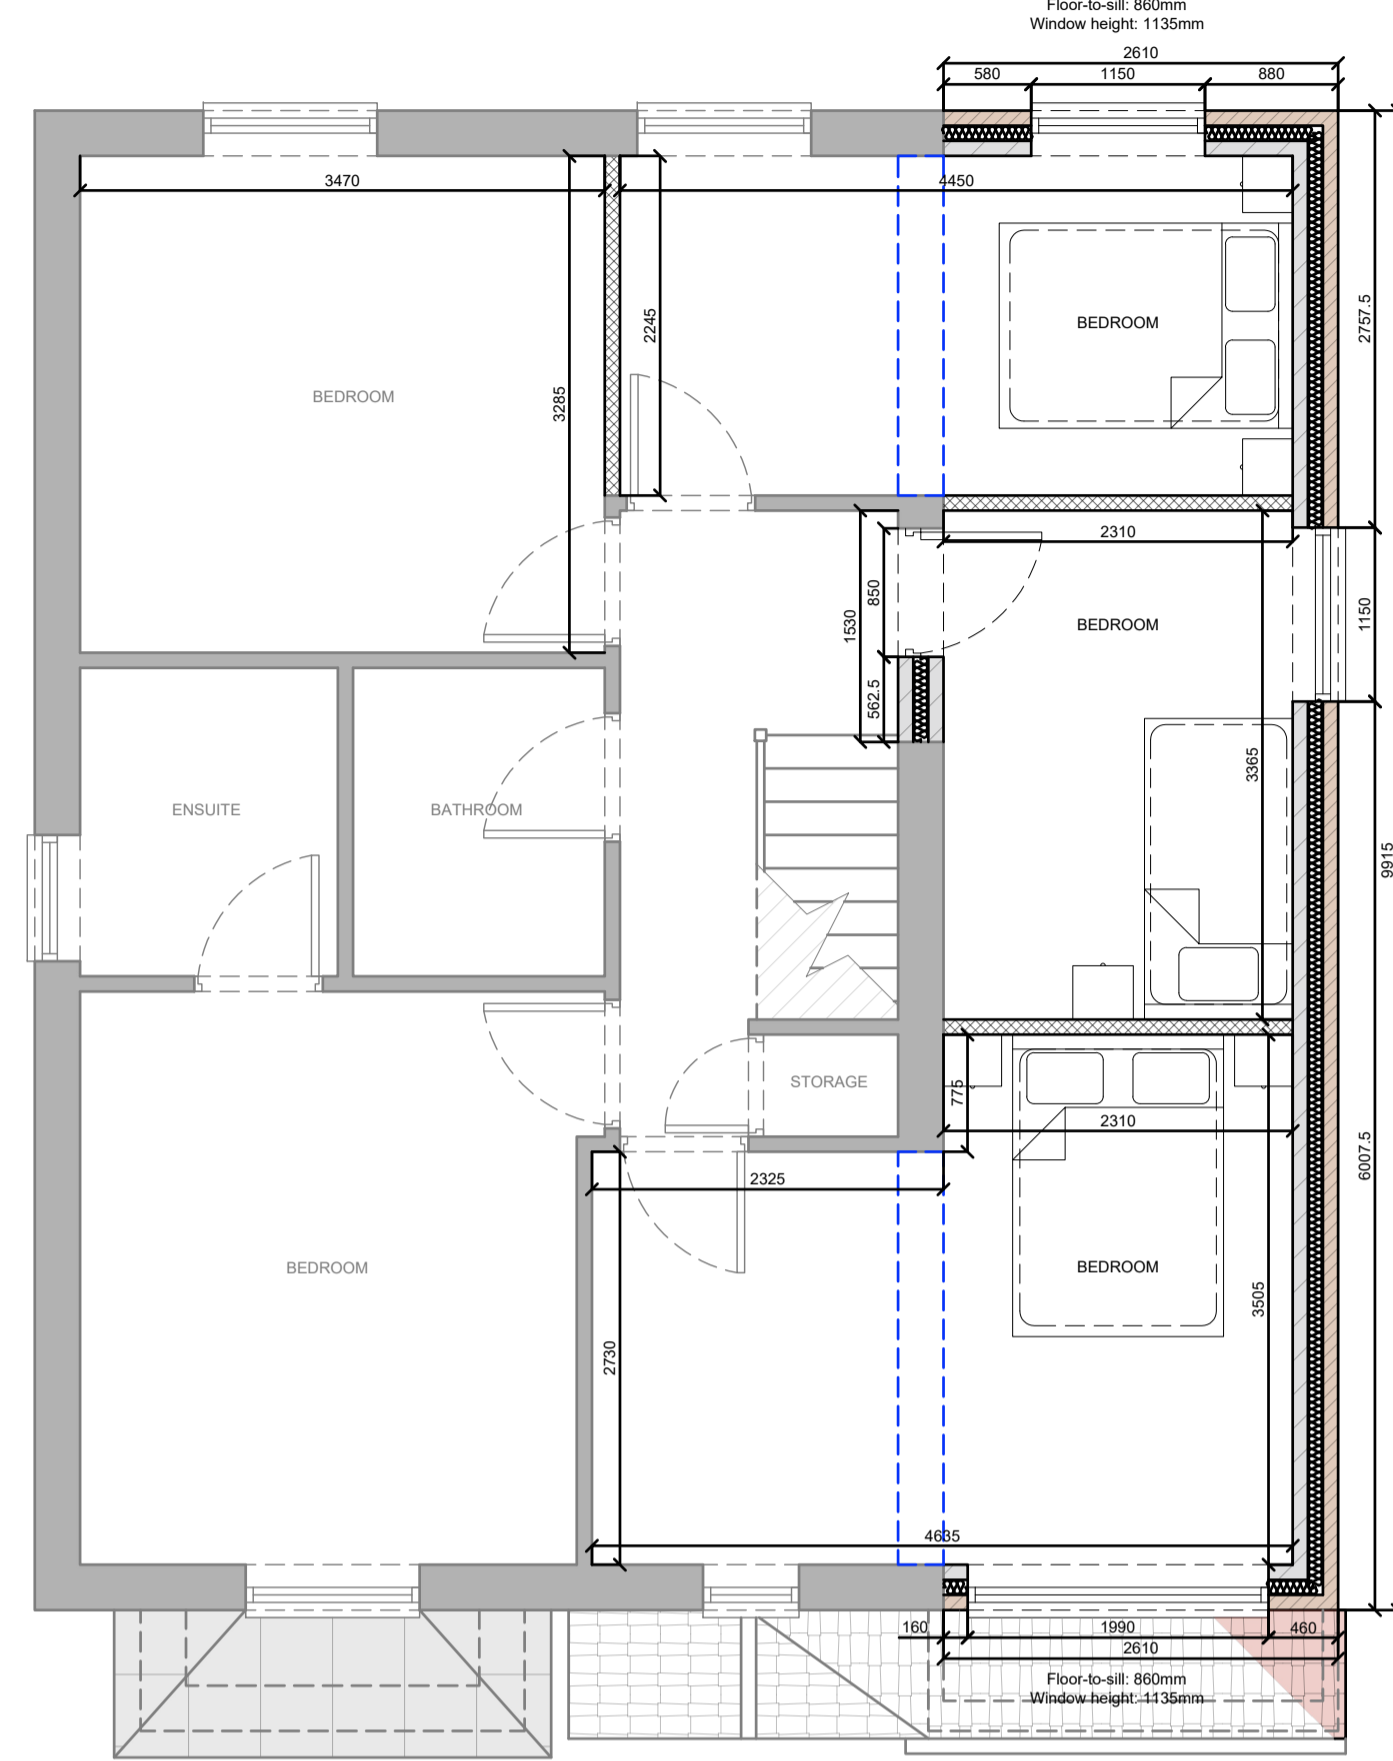 Floor-to-sill: 860mm
Window height: 1135mm
2610
580
1150
880
3470
4450
2245
3285
BEDROOM
BEDROOM
2757.5
2310
850
1530
562.5
BEDROOM
1150
3365
9915
ENSUITE
BATHROOM
STORAGE
775
2310
2325
6007.5
BEDROOM
BEDROOM
3505
2730
4635
160
1990
460
2610
Floor-to-sill: 860mm
Window height: 1135mm